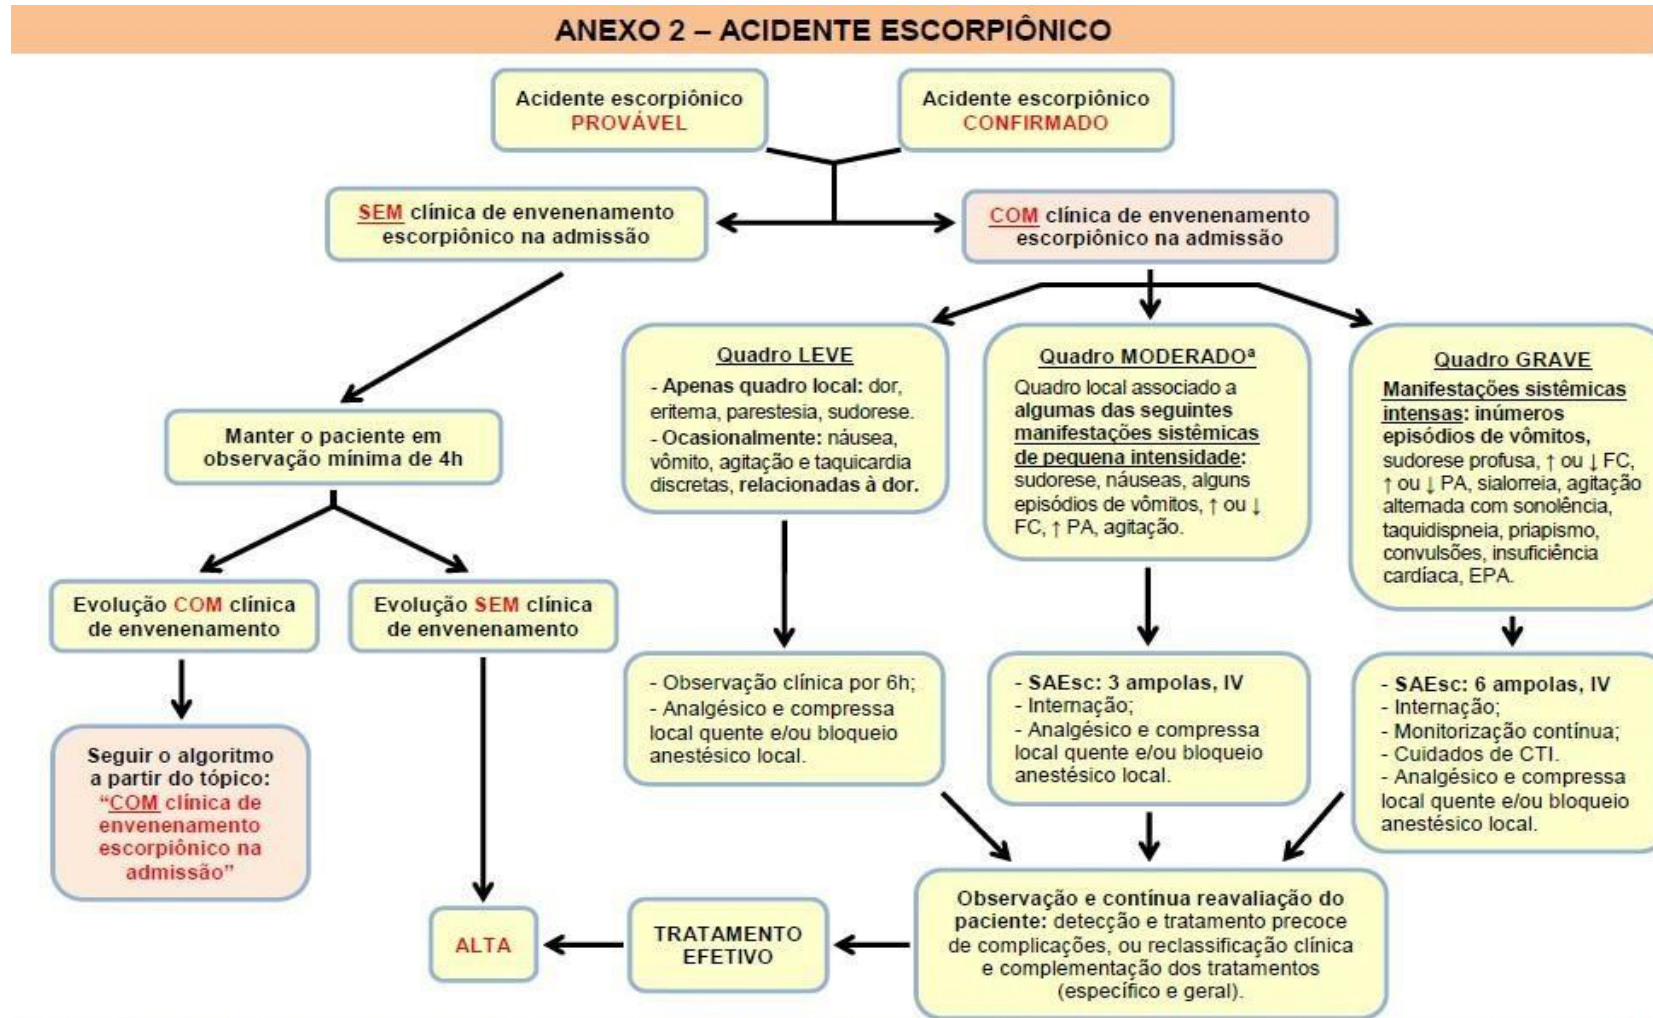 ANEXO 2 – ACIDENTE ESCORPIÔNICO
Acidente escorpiônico
PROVÁVEL
Acidente escorpiônico
CONFIRMADO
SEM clínica de envenenamento
escorpiônico na admissão
COM clínica de envenenamento
escorpiônico na admissão
Manter o paciente em
observação mínima de 4h
Evolução COM clínica
de envenenamento
Evolução SEM clínica
de envenenamento
Seguir o algoritmo
a partir do tópico:
“COM clínica de
envenenamento
escorpiônico na
admissão”
Quadro LEVE
- Apenas quadro local: dor,
eritema, parestesia, sudorese.
- Ocasionalmente: náusea,
vômito, agitação e taquicardia
discretas, relacionadas à dor.
Quadro MODERADOª
Quadro local associado a
algumas das seguintes
manifestações sistêmicas
de pequena intensidade:
sudorese, náuseas, alguns
episódios de vômitos, ↑ ou ↓
FC, ↑ PA, agitação.
Quadro GRAVE
Manifestações sistêmicas
intensas: inúmeros
episódios de vômitos,
sudorese profusa, ↑ ou ↓ FC,
↑ ou ↓ PA, sialorreia, agitação
alternada com sonolência,
taquidispneia, priapismo,
convulsões, insuficiência
cardíaca, EPA.
- Observação clínica por 6h;
- Analgésico e compressa
local quente e/ou bloqueio
anestésico local.
- SAEsc: 3 ampolas, IV
- Internação;
- Analgésico e compressa
local quente e/ou bloqueio
anestésico local.
- SAEsc: 6 ampolas, IV
- Internação;
- Monitorização contínua;
- Cuidados de CTI.
- Analgésico e compressa
local quente e/ou bloqueio
anestésico local.
Observação e contínua reavaliação do
paciente: detecção e tratamento precoce
de complicações, ou reclassificação clínica
e complementação dos tratamentos
(específico e geral).
TRATAMENTO
EFETIVO
ALTA